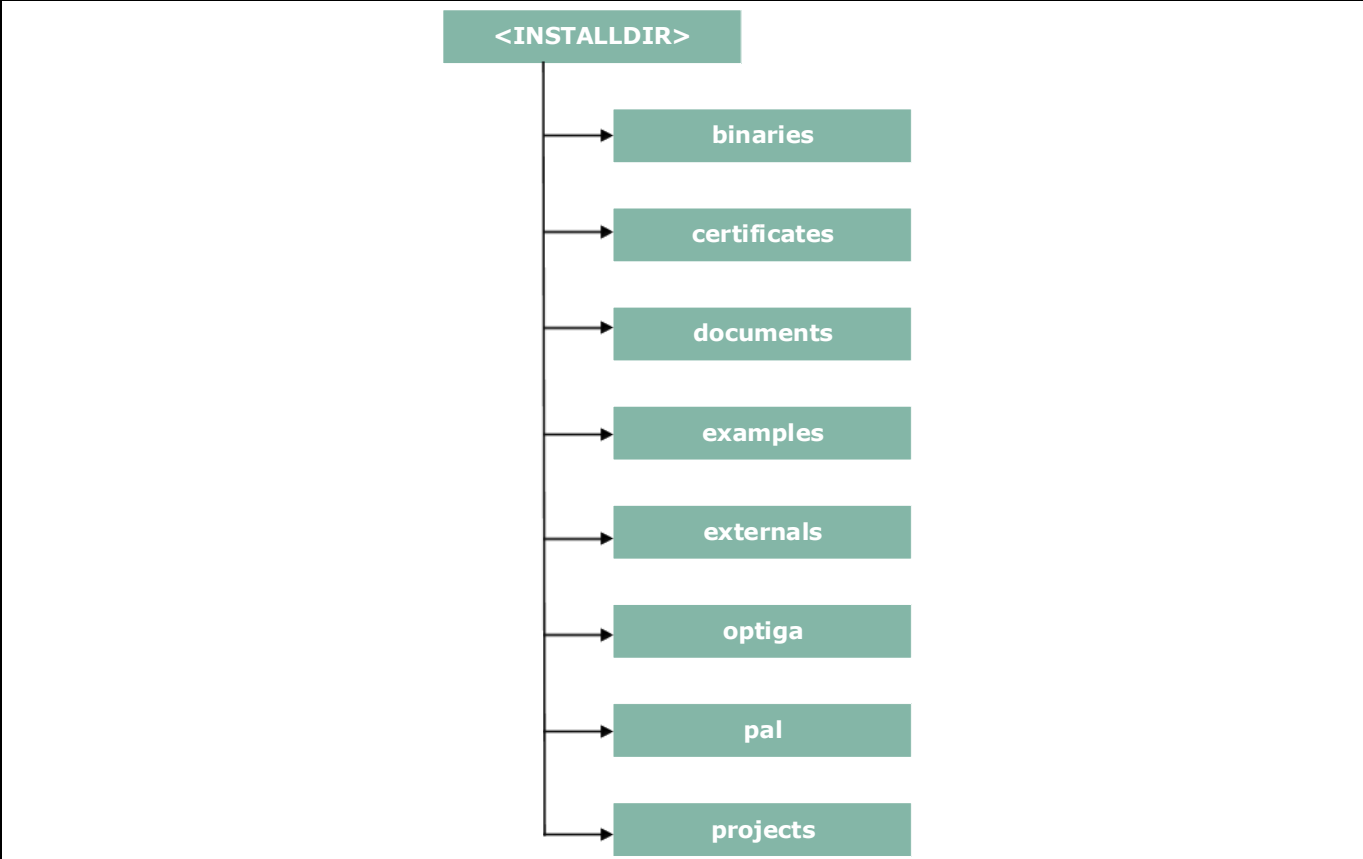 <INSTALLDIR>
binaries
certificates
documents
examples
externals
optiga
pal
projects